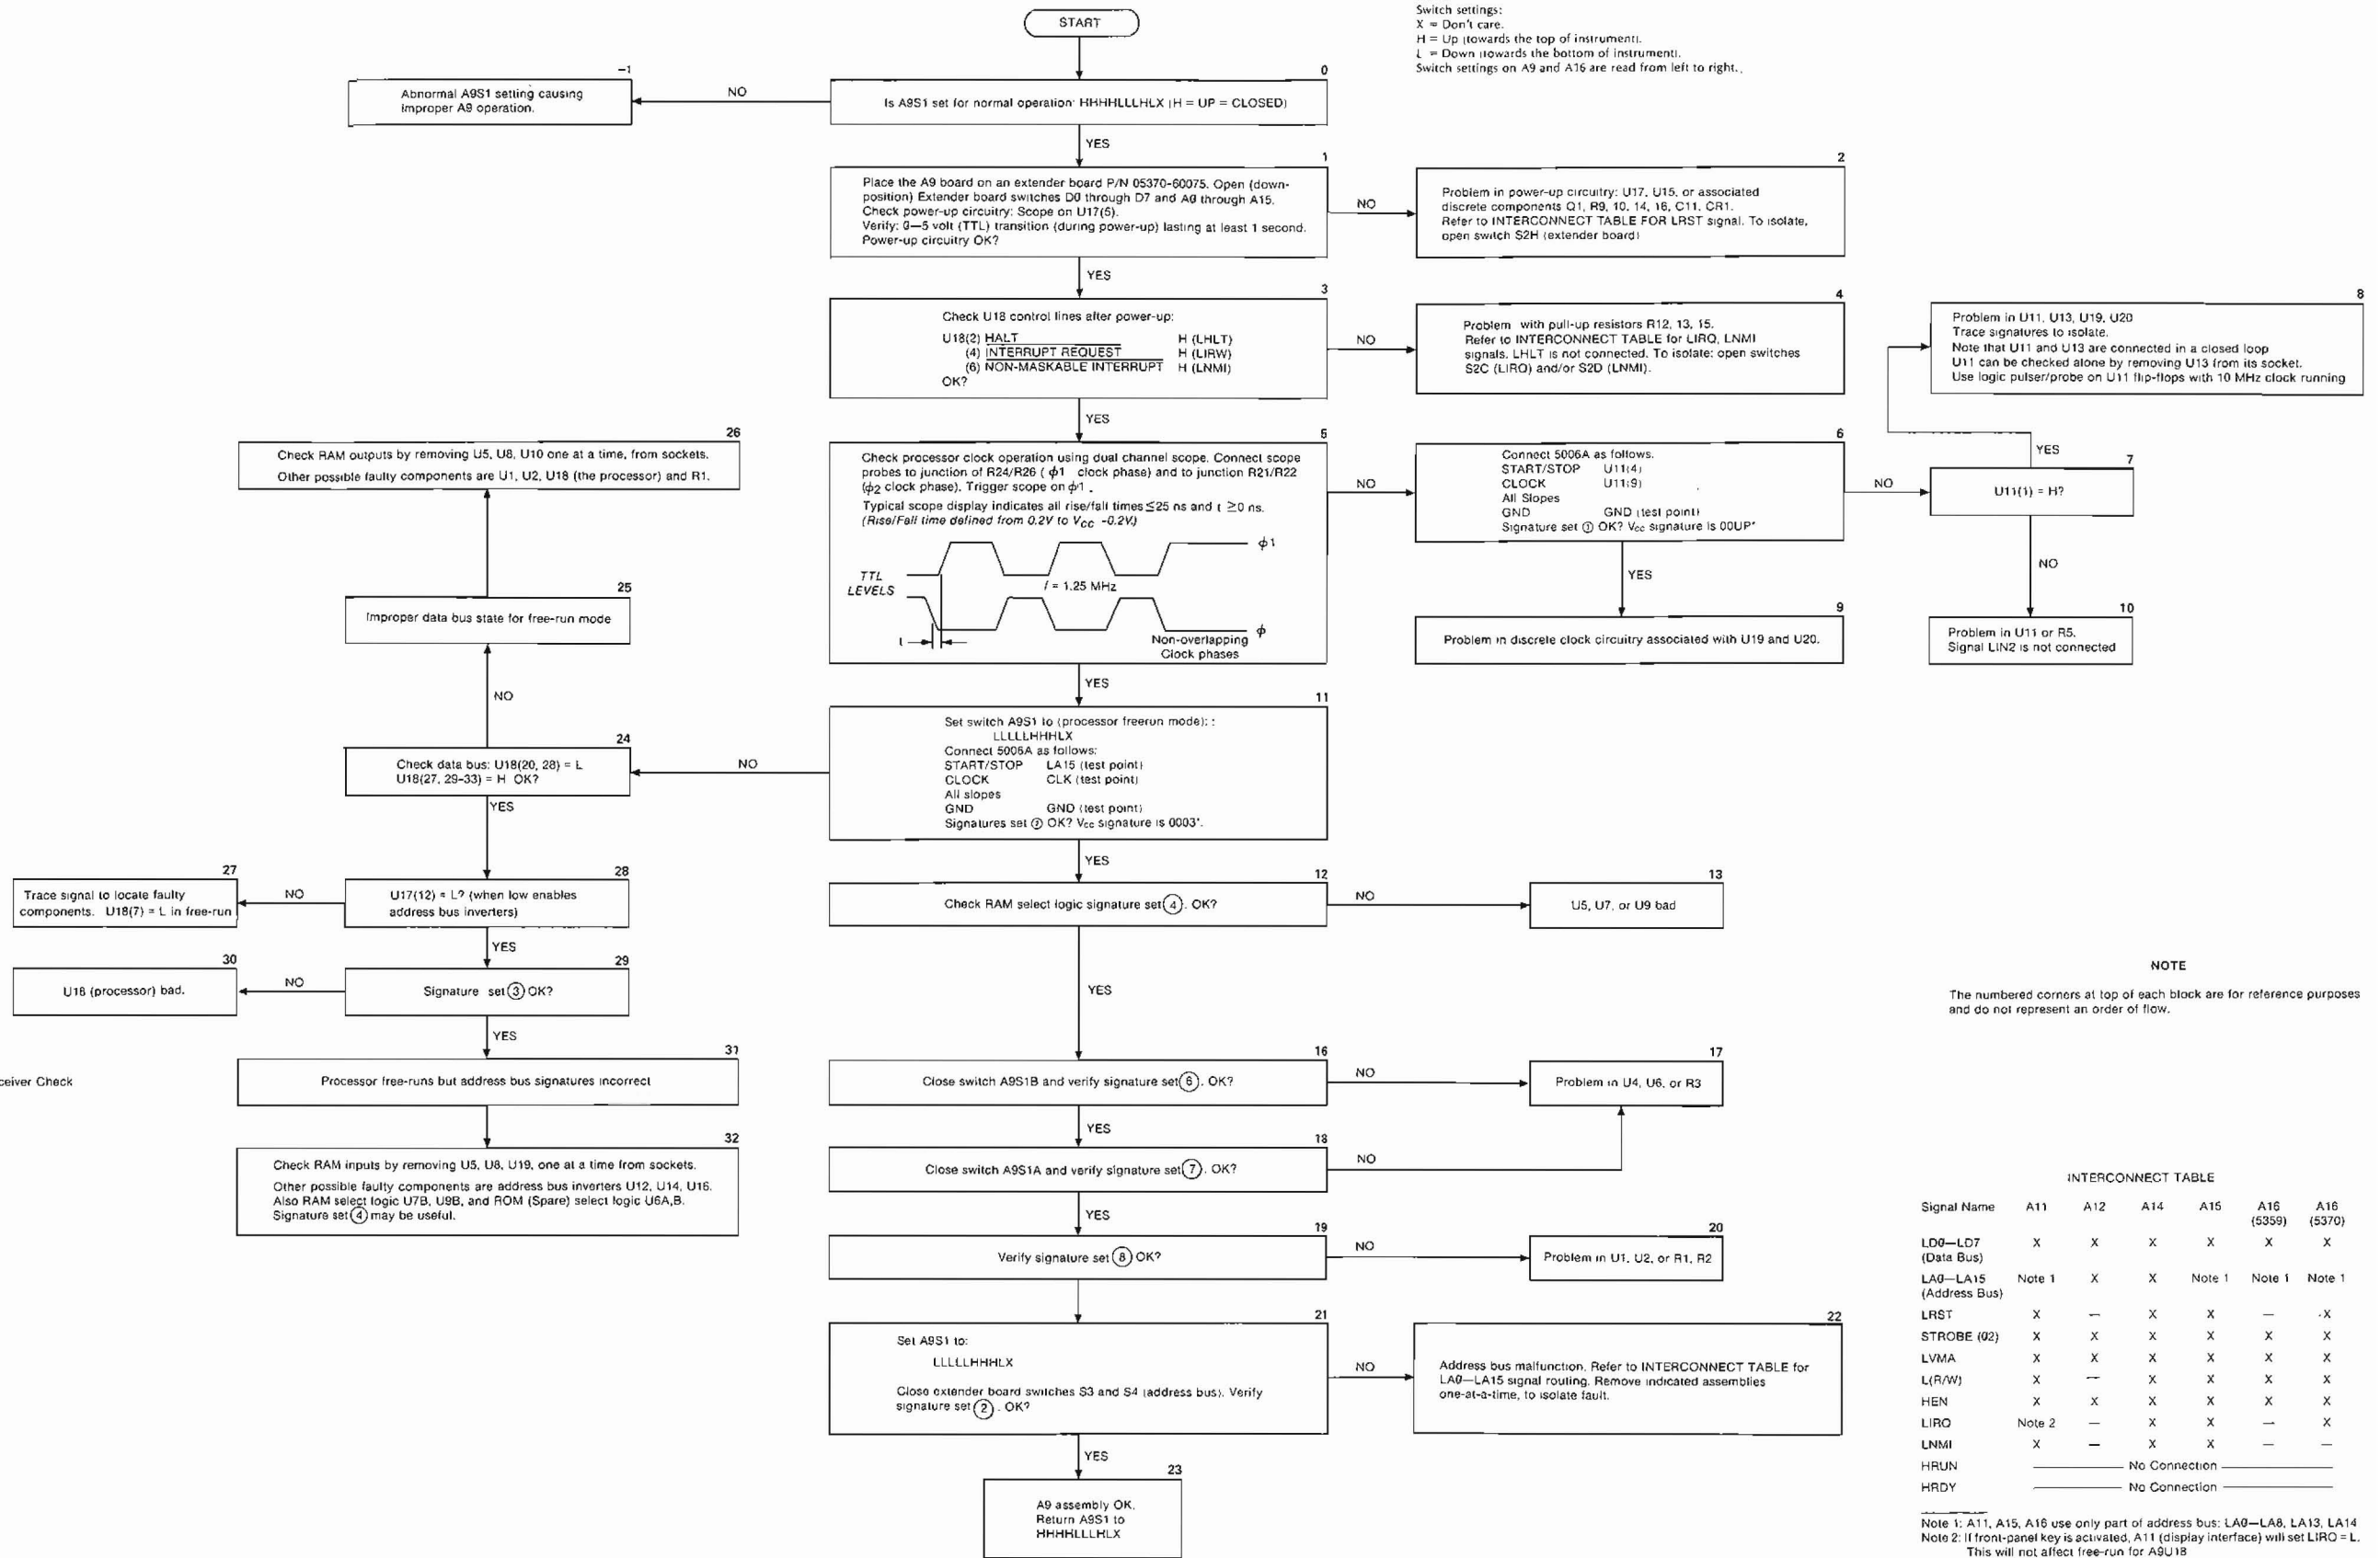 START
Switch settings:
X = Don't care.
H = Up (towards the top of instrument).
L = Down (towards the bottom of instrument).
Switch settings on A9 and A16 are read from left to right.
-1
Abnormal A9S1 setting causing
improper A9 operation.
NO
0
Is A9S1 set for normal operation: HHHHLLLHLX (H = UP = CLOSED)
YES
1
Place the A9 board on an extender board P/N 05370-60075. Open (down-
position) Extender board switches D0 through D7 and A0 through A15.
Check power-up circuitry: Scope on U17(5).
Verify: 0—5 volt (TTL) transition (during power-up) lasting at least 1 second.
Power-up circuitry OK?
NO
2
Problem in power-up circuitry: U17, U15, or associated
discrete components Q1, R9, 10, 14, 16, C11, CR1.
Refer to INTERCONNECT TABLE FOR LRST signal. To isolate,
open switch S2H (extender board)
YES
3
Check U18 control lines after power-up:
U18(2) HALT H (LHLT)
(4) INTERRUPT REQUEST H (LIRW)
(6) NON-MASKABLE INTERRUPT H (LNMI)
OK?
NO
4
Problem with pull-up resistors R12, 13, 15.
Refer to INTERCONNECT TABLE for LIRQ, LNMI
signals. LHLT is not connected. To isolate: open switches
S2C (LIRQ) and/or S2D (LNMI).
8
Problem in U11, U13, U19, U20
Trace signatures to isolate.
Note that U11 and U13 are connected in a closed loop
U11 can be checked alone by removing U13 from its socket.
Use logic pulser/probe on U11 flip-flops with 10 MHz clock running
YES
26
Check RAM outputs by removing U5, U8, U10 one at a time, from sockets.
Other possible faulty components are U1, U2, U18 (the processor) and R1.
5
Check processor clock operation using dual channel scope. Connect scope
probes to junction of R24/R26 ( ϕ1 clock phase) and to junction R21/R22
(ϕ2 clock phase). Trigger scope on ϕ1 .
Typical scope display indicates all rise/fall times ≤25 ns and t ≥0 ns.
(Rise/Fall time defined from 0.2V to VCC -0.2V.)
ϕ1
TTL
LEVELS
f = 1.25 MHz
ϕ
t
Non-overlapping
Clock phases
NO
6
Connect 5006A as follows.
START/STOP U11(4)
CLOCK U11(9)
All Slopes
GND GND (test point)
Signature set ① OK? Vcc signature is 00UP*
NO
YES
7
U11(1) = H?
YES
NO
9
Problem in discrete clock circuitry associated with U19 and U20.
10
Problem in U11 or R5.
Signal LIN2 is not connected
25
Improper data bus state for free-run mode
NO
YES
11
Set switch A9S1 to (processor freerun mode): :
LLLLLHHHLX
Connect 5006A as follows:
START/STOP LA15 (test point)
CLOCK CLK (test point)
All slopes
GND GND (test point)
Signatures set ② OK? Vcc signature is 0003*.
NO
24
Check data bus: U18(20, 28) = L
U18(27, 29-33) = H OK?
YES
YES
27
Trace signal to locate faulty
components. U18(7) = L in free-run
NO
28
U17(12) = L? (when low enables
address bus inverters)
12
Check RAM select logic signature set ④. OK?
NO
13
U5, U7, or U9 bad
YES
30
U18 (processor) bad.
NO
29
Signature set ③ OK?
YES
YES
NOTE
The numbered corners at top of each block are for reference purposes
and do not represent an order of flow.
ceiver Check
31
Processor free-runs but address bus signatures incorrect
16
Close switch A9S1B and verify signature set ⑥. OK?
NO
17
Problem in U4, U6, or R3
YES
32
Check RAM inputs by removing U5, U8, U19, one at a time from sockets.
Other possible faulty components are address bus inverters U12, U14, U16.
Also RAM select logic U7B, U9B, and ROM (Spare) select logic U6A,B.
Signature set ④ may be useful.
18
Close switch A9S1A and verify signature set ⑦. OK?
NO
YES
19
Verify signature set ⑧ OK?
NO
20
Problem in U1, U2, or R1, R2
21
Set A9S1 to:
LLLLLHHHLX
Close extender board switches S3 and S4 (address bus). Verify
signature set ②. OK?
NO
22
Address bus malfunction. Refer to INTERCONNECT TABLE for
LA0—LA15 signal routing. Remove indicated assemblies
one-at-a-time, to isolate fault.
YES
23
A9 assembly OK.
Return A9S1 to
HHHHLLLHLX
INTERCONNECT TABLE
Signal Name A11 A12 A14 A15 A16 A16
(5359) (5370)
LD0—LD7 X X X X X X
(Data Bus)
LA0—LA15 Note 1 X X Note 1 Note 1 Note 1
(Address Bus)
LRST X — X X — X
STROBE (02) X X X X X X
LVMA X X X X X X
L(R/W) X — X X X X
HEN X X X X X X
LIRQ Note 2 — X X — X
LNMI X — X X — —
HRUN No Connection
HRDY No Connection
Note 1: A11, A15, A16 use only part of address bus: LA0—LA8, LA13, LA14
Note 2: If front-panel key is activated, A11 (display interface) will set LIRQ = L.
This will not affect free-run for A9U18